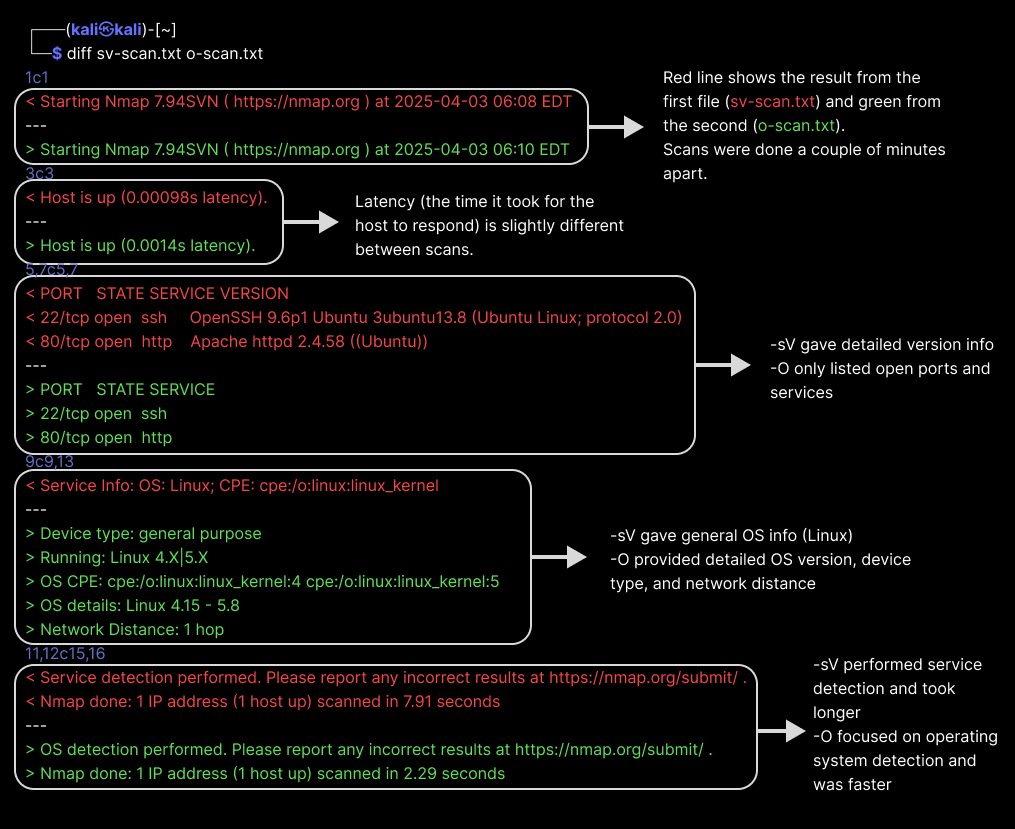 (kali㉿kali)-[~]
$ diff sv-scan.txt o-scan.txt
1c1
< Starting Nmap 7.94SVN ( https://nmap.org ) at 2025-04-03 06:08 EDT
---
> Starting Nmap 7.94SVN ( https://nmap.org ) at 2025-04-03 06:10 EDT
Red line shows the result from the
first file (sv-scan.txt) and green from
the second (o-scan.txt).
Scans were done a couple of minutes
apart.
3c3
< Host is up (0.00098s latency).
---
> Host is up (0.0014s latency).
Latency (the time it took for the
host to respond) is slightly different
between scans.
5,7c5,7
< PORT   STATE SERVICE VERSION
< 22/tcp open  ssh     OpenSSH 9.6p1 Ubuntu 3ubuntu13.8 (Ubuntu Linux; protocol 2.0)
< 80/tcp open  http    Apache httpd 2.4.58 ((Ubuntu))
---
> PORT   STATE SERVICE
> 22/tcp open  ssh
> 80/tcp open  http
-sV gave detailed version info
-O only listed open ports and
services
9c9,13
< Service Info: OS: Linux; CPE: cpe:/o:linux:linux_kernel
---
> Device type: general purpose
> Running: Linux 4.X|5.X
> OS CPE: cpe:/o:linux:linux_kernel:4 cpe:/o:linux:linux_kernel:5
> OS details: Linux 4.15 - 5.8
> Network Distance: 1 hop
-sV gave general OS info (Linux)
-O provided detailed OS version, device
type, and network distance
11,12c15,16
< Service detection performed. Please report any incorrect results at https://nmap.org/submit/ .
< Nmap done: 1 IP address (1 host up) scanned in 7.91 seconds
---
> OS detection performed. Please report any incorrect results at https://nmap.org/submit/ .
> Nmap done: 1 IP address (1 host up) scanned in 2.29 seconds
-sV performed service
detection and took
longer
-O focused on operating
system detection and
was faster